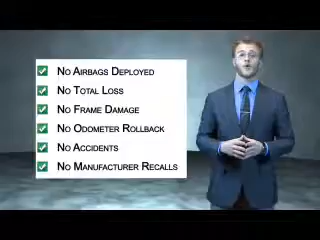 No Airbags Deployed
No Total Loss
No Frame Damage
No Odometer Rollback
No Accidents
No Manufacturer Recalls